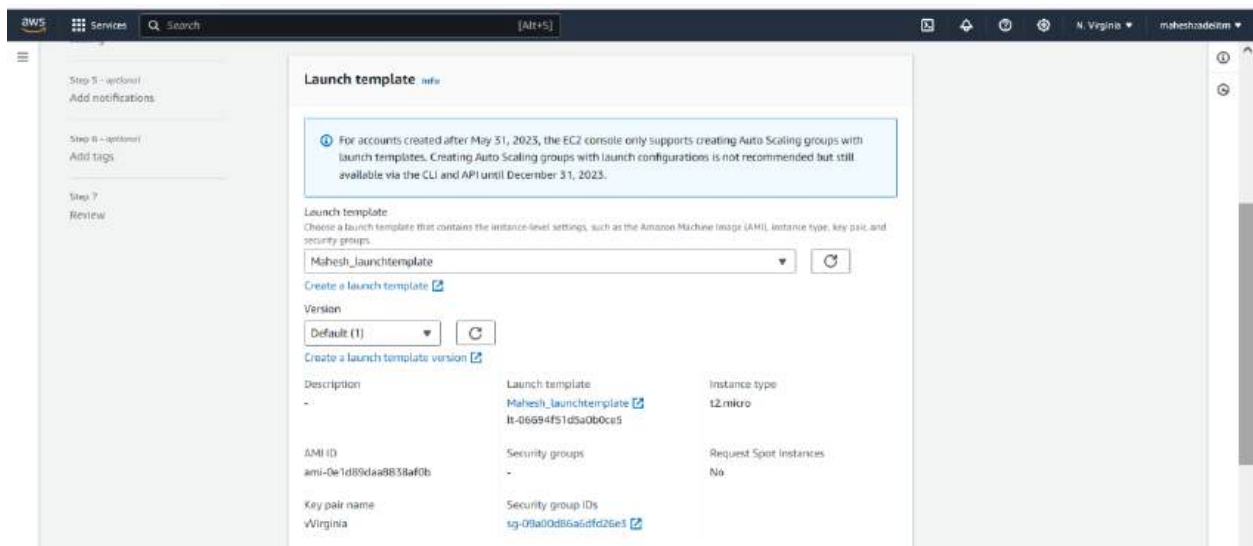 aws
Services
Search
[Alt+S]
N. Virginia
maheshzadeitm
Step 5 - optional
Add notifications
Step 6 - optional
Add tags
Step 7
Review
Launch template Info
For accounts created after May 31, 2023, the EC2 console only supports creating Auto Scaling groups with
launch templates. Creating Auto Scaling groups with launch configurations is not recommended but still
available via the CLI and API until December 31, 2023.
Launch template
Choose a launch template that contains the instance-level settings, such as the Amazon Machine Image (AMI), instance type, key pair, and
security groups.
Mahesh_launchtemplate
Create a launch template
Version
Default (1)
Create a launch template version
Description
-
Launch template
Mahesh_launchtemplate
lt-06694f51d5a0b0ce5
Instance type
t2.micro
AMI ID
ami-0e1d89daa8838af0b
Security groups
-
Request Spot Instances
No
Key pair name
vVirginia
Security group IDs
sg-09a00d86a6dfd26e3